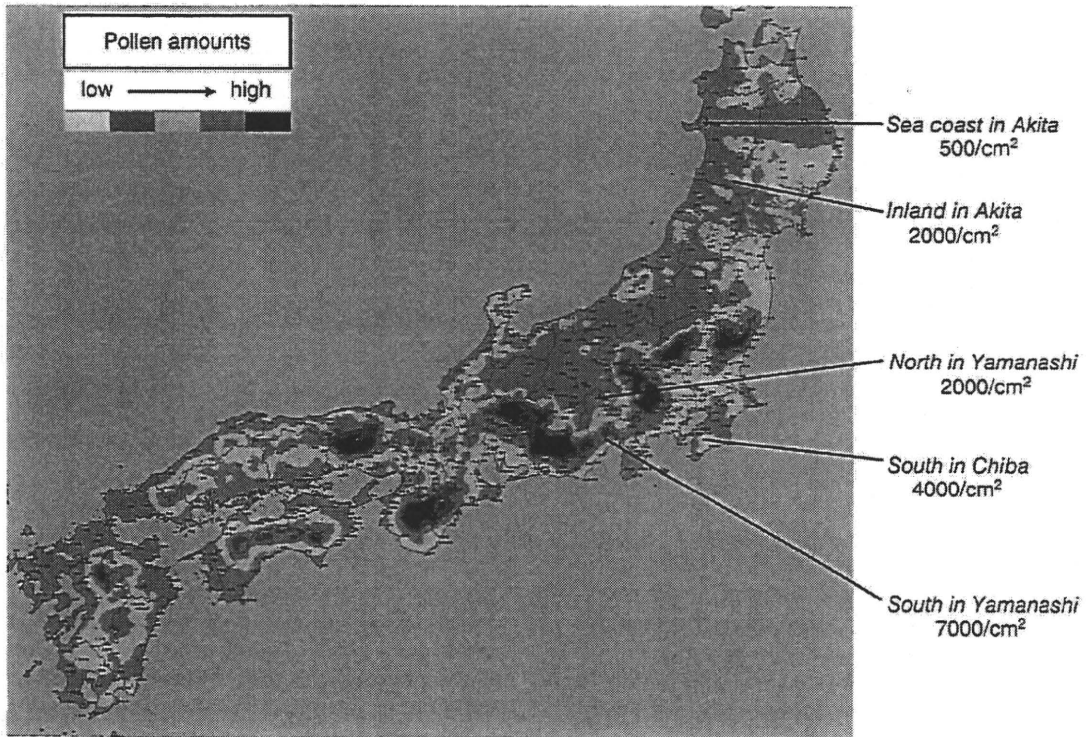 Pollen amounts
low high
Sea coast in Akita
500/cm²
Inland in Akita
2000/cm²
North in Yamanashi
2000/cm²
South in Chiba
4000/cm²
South in Yamanashi
7000/cm²